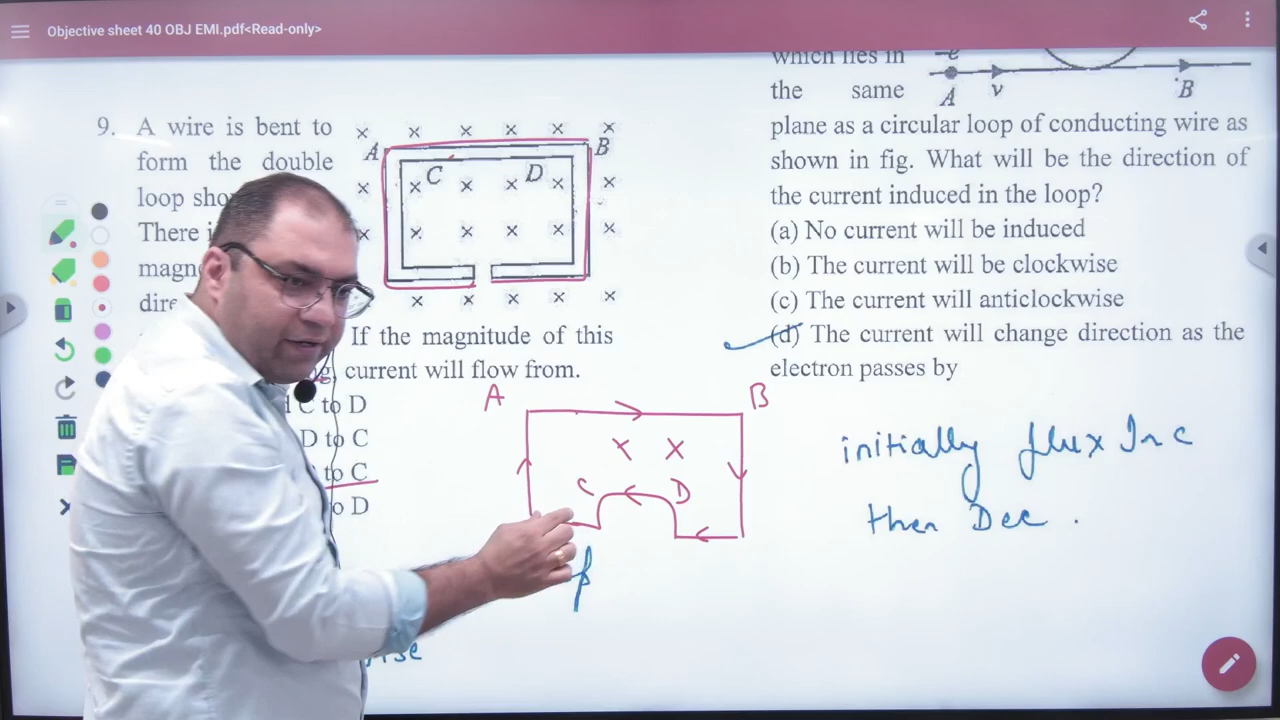 Objective sheet 40 OBJ EMI.pdf<Read-only>
9. A wire is bent to
form the double
There
A B
C D
If the magnitude of this
current will flow from.
C to D
D to C
to C
to D
A B
C D
which lies in
the same
-e
A v B
plane as a circular loop of conducting wire as
shown in fig. What will be the direction of
the current induced in the loop?
(a) No current will be induced
(b) The current will be clockwise
(c) The current will anticlockwise
(d) The current will change direction as the
electron passes by
initially flux Inc
then Dec .